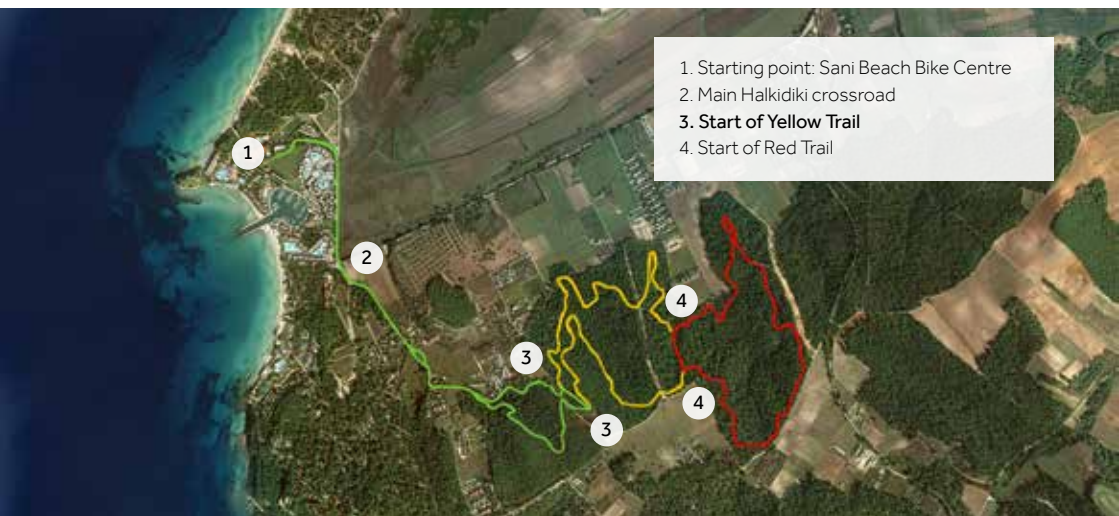 1. Starting point: Sani Beach Bike Centre
2. Main Halkidiki crossroad
3. Start of Yellow Trail
4. Start of Red Trail
1
2
4
3
4
3